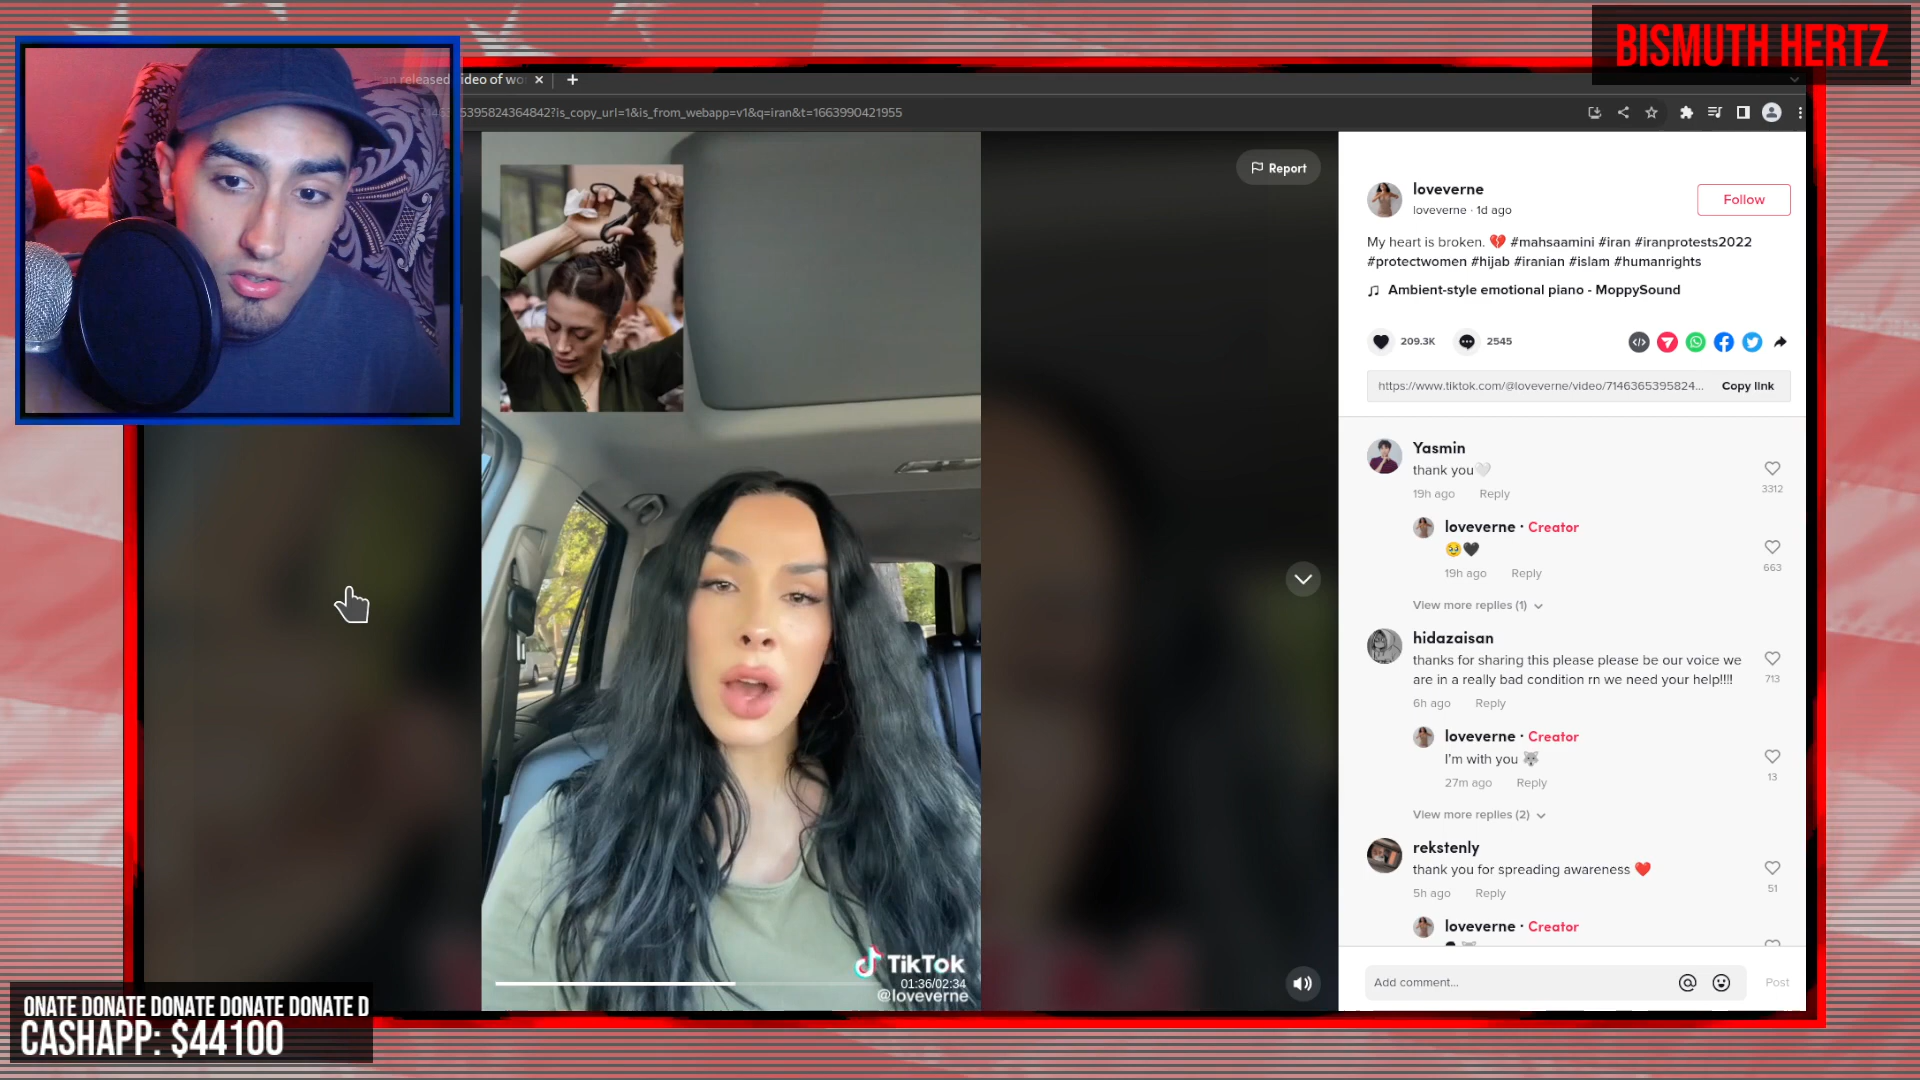 BISMUTH HERTZ
released video of wo
5395824364842?is_copy_url=1&is_from_webapp=v1&q=iran&t=1663990421955
Report
loveverne
loveverne · 1d ago
Follow
My heart is broken. 💔 #mahsaamini #iran #iranprotests2022
#protectwomen #hijab #iranian #islam #humanrights
Ambient-style emotional piano - MoppySound
209.3K
2545
https://www.tiktok.com/@loveverne/video/7146365395824...
Copy link
Yasmin
thank you🤍
19h ago Reply
3312
loveverne · Creator
🥹🖤
19h ago Reply
663
View more replies (1)
hidazaisan
thanks for sharing this please please be our voice we
are in a really bad condition rn we need your help!!!!
6h ago Reply
713
loveverne · Creator
I'm with you 🐺
27m ago Reply
13
View more replies (2)
rekstenly
thank you for spreading awareness ❤️
5h ago Reply
51
loveverne · Creator
Add comment...
Post
TikTok
01:36/02:34
@loveverne
ONATE DONATE DONATE DONATE DONATE D
CASHAPP: $44100